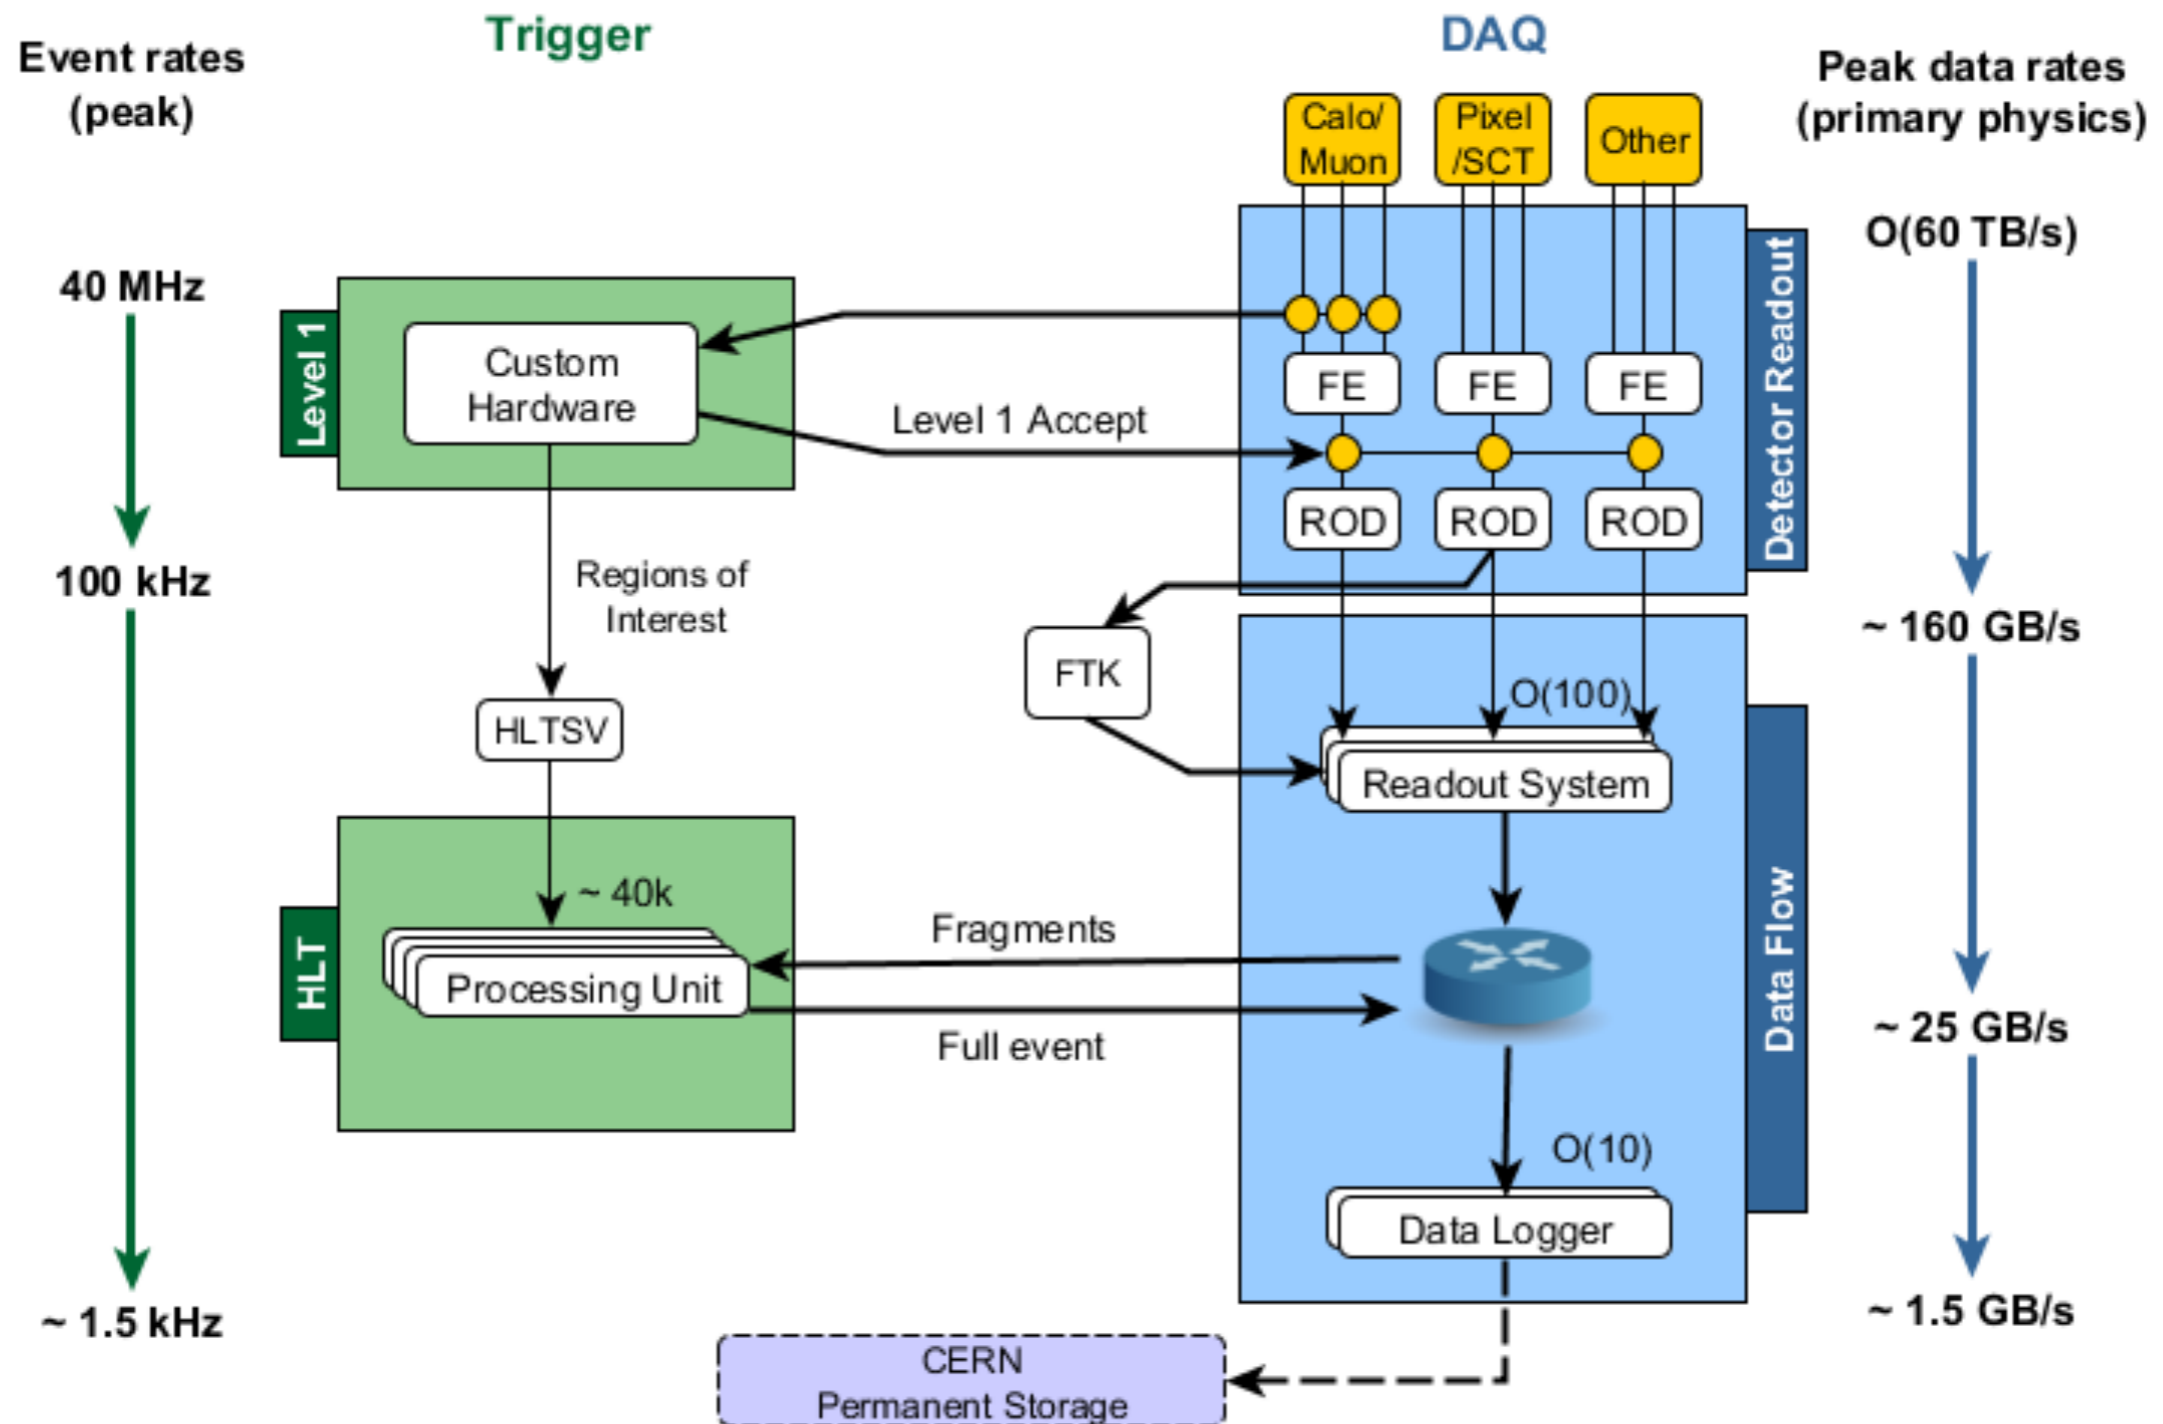 Trigger
DAQ
Event rates
(peak)
Peak data rates
(primary physics)
Calo/
Muon
Pixel
/SCT
Other
O(60 TB/s)
40 MHz
Level 1
Custom
Hardware
Detector Readout
FE
FE
FE
Level 1 Accept
ROD
ROD
ROD
100 kHz
Regions of
Interest
~ 160 GB/s
FTK
O(100)
HLTSV
Readout System
~ 40k
Fragments
HLT
Processing Unit
Data Flow
~ 25 GB/s
Full event
O(10)
Data Logger
~ 1.5 kHz
~ 1.5 GB/s
CERN
Permanent Storage